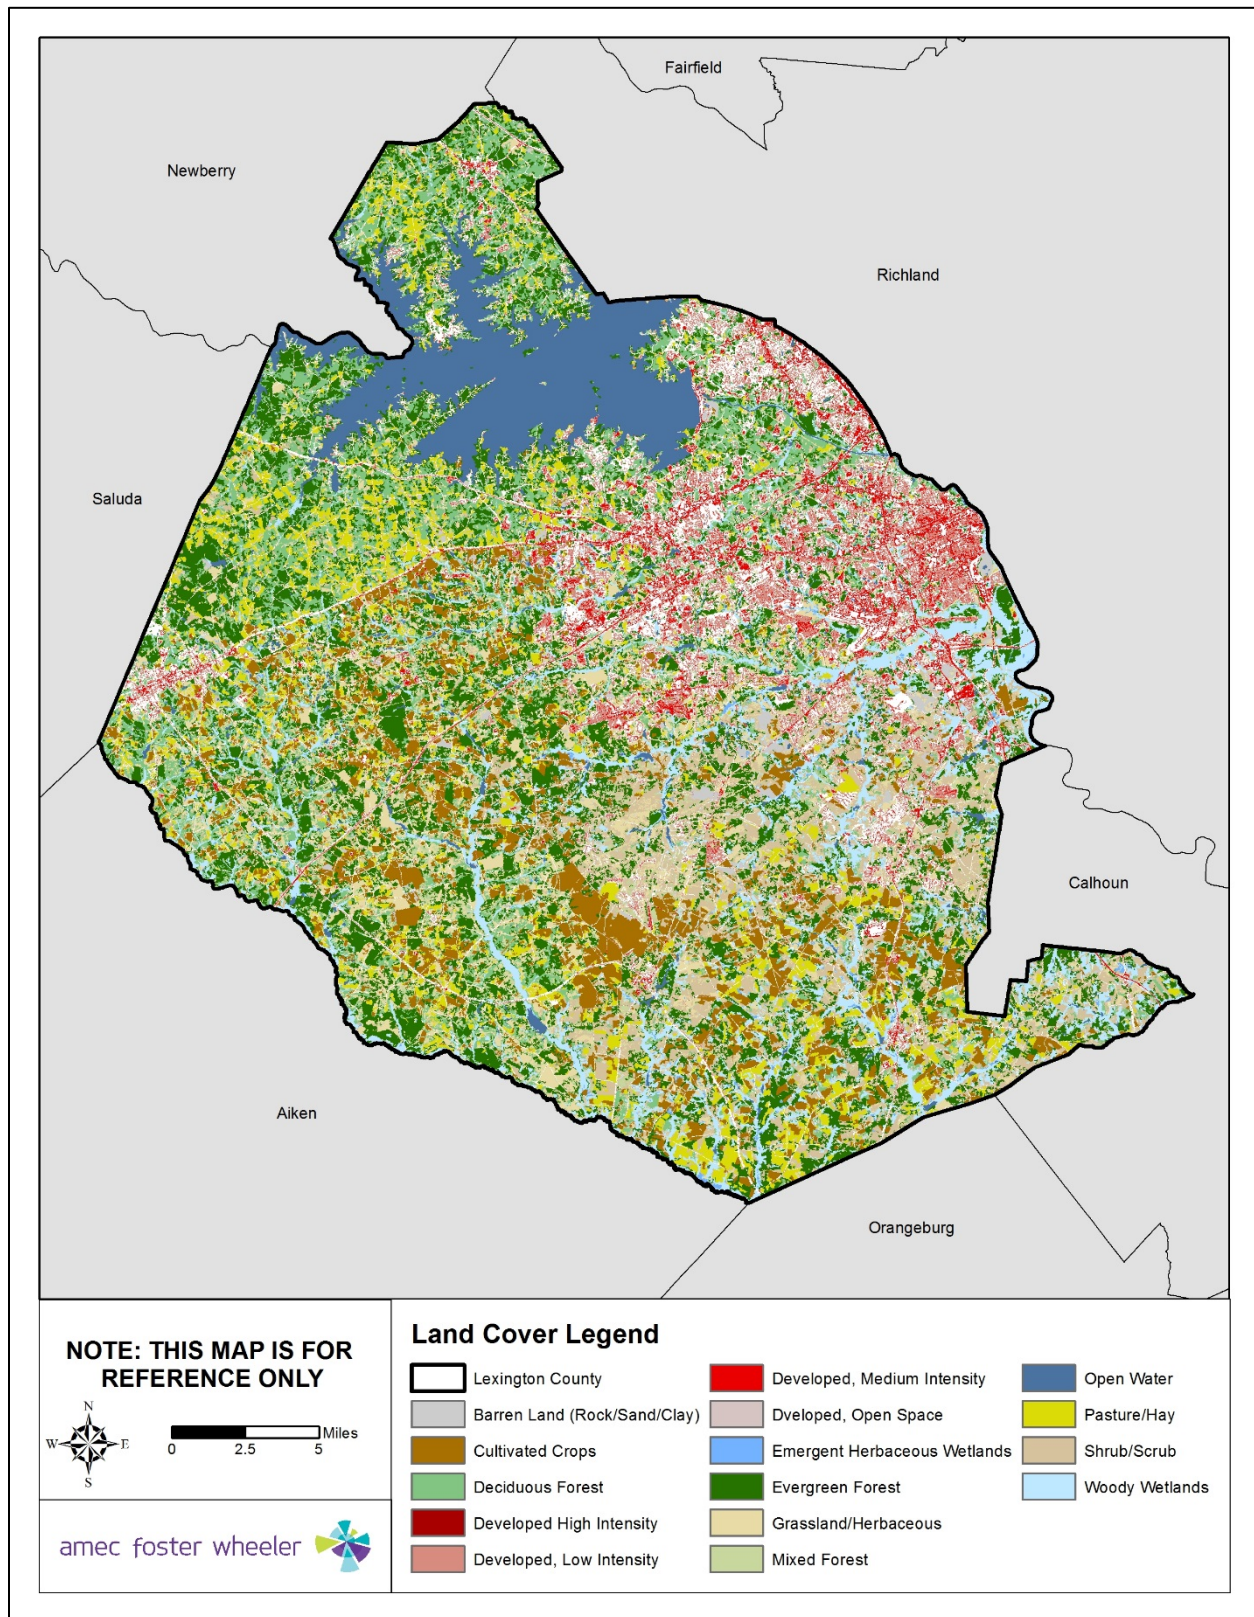 Fairfield
Newberry
Richland
Saluda
Calhoun
Aiken
Orangeburg
NOTE: THIS MAP IS FOR
REFERENCE ONLY
N
W
E
S
Miles
0
2.5
5
amec foster wheeler
Land Cover Legend
Lexington County
Barren Land (Rock/Sand/Clay)
Cultivated Crops
Deciduous Forest
Developed High Intensity
Developed, Low Intensity
Developed, Medium Intensity
Dveloped, Open Space
Emergent Herbaceous Wetlands
Evergreen Forest
Grassland/Herbaceous
Mixed Forest
Open Water
Pasture/Hay
Shrub/Scrub
Woody Wetlands